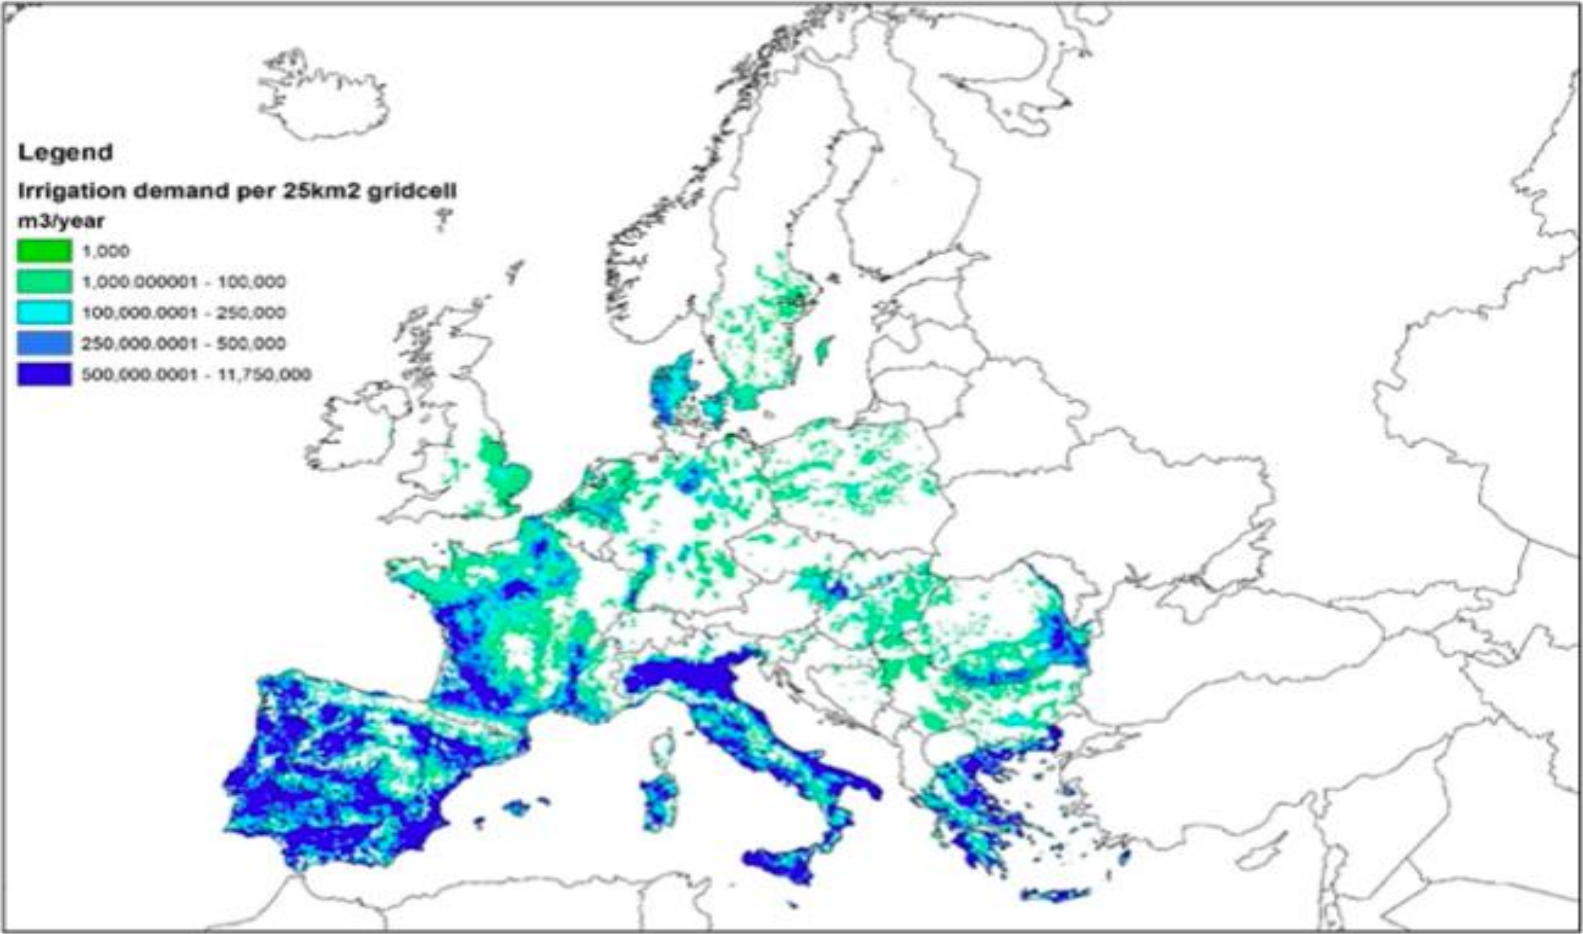 Legend
Irrigation demand per 25km2 gridcell
m3/year
1,000
1,000.000001 - 100,000
100,000.0001 - 250,000
250,000.0001 - 500,000
500,000.0001 - 11,750,000